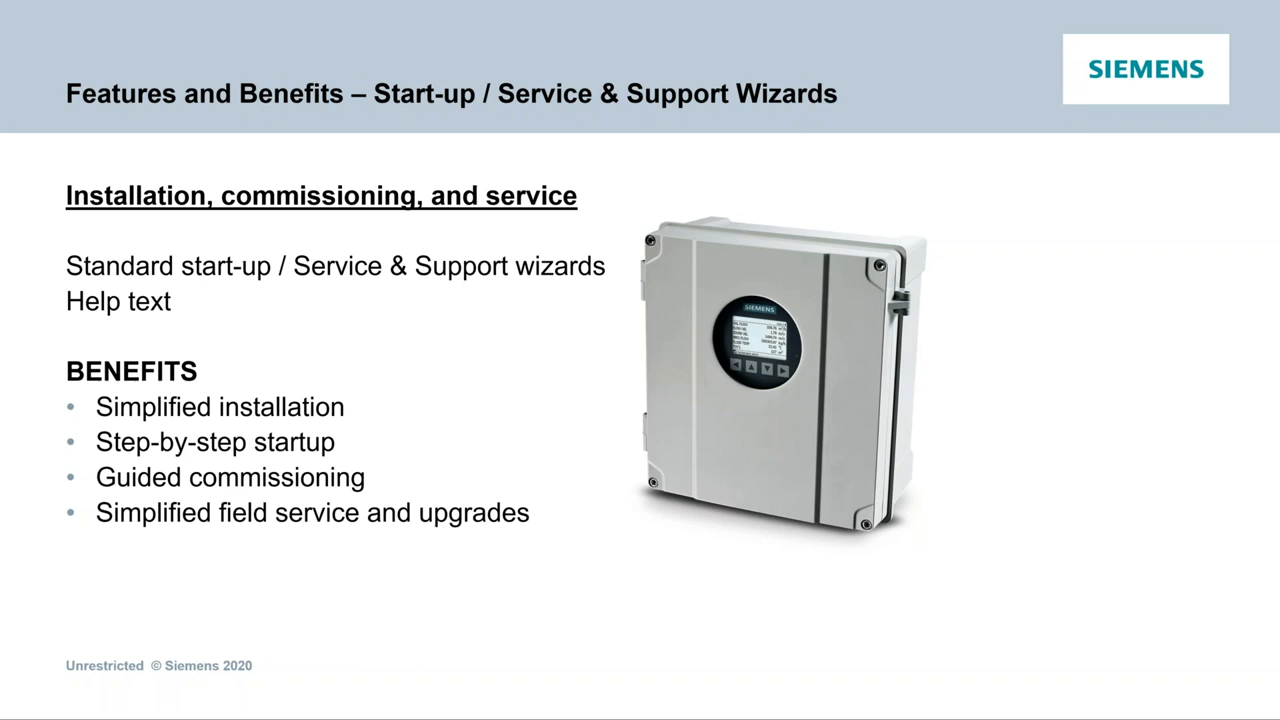 SIEMENS
Features and Benefits – Start-up / Service & Support Wizards
Installation, commissioning, and service
Standard start-up / Service & Support wizards
Help text
BENEFITS
• Simplified installation
• Step-by-step startup
• Guided commissioning
• Simplified field service and upgrades
SIEMENS
Unrestricted © Siemens 2020